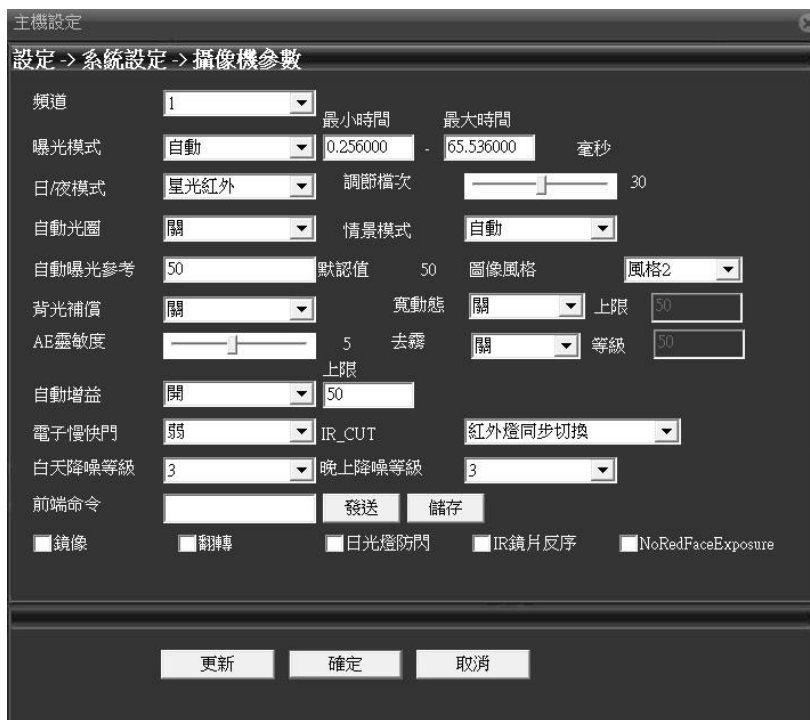 主機設定
設定 -> 系統設定 -> 攝像機參數
頻道 1
最小時間 最大時間
曝光模式 自動 0.256000 - 65.536000 毫秒
日/夜模式 星光紅外 調節檔次 30
自動光圈 關 情景模式 自動
自動曝光參考 50 默認值 50 圖像風格 風格2
背光補償 關 寬動態 關 上限 50
AE靈敏度 5 去霧 關 等級 50
上限
自動增益 開 50
電子慢快門 弱 IR_CUT 紅外燈同步切換
白天降噪等級 3 晚上降噪等級 3
前端命令 發送 儲存
鏡像 翻轉 日光燈防閃 IR鏡片反序 NoRedFaceExposure
更新 確定 取消